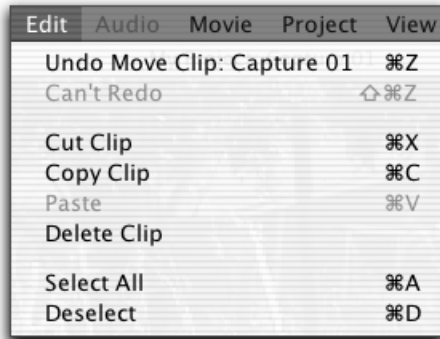 Edit Audio Movie Project View
Undo Move Clip: Capture 01 ⌘Z
Can't Redo ⇧⌘Z
Cut Clip ⌘X
Copy Clip ⌘C
Paste ⌘V
Delete Clip
Select All ⌘A
Deselect ⌘D